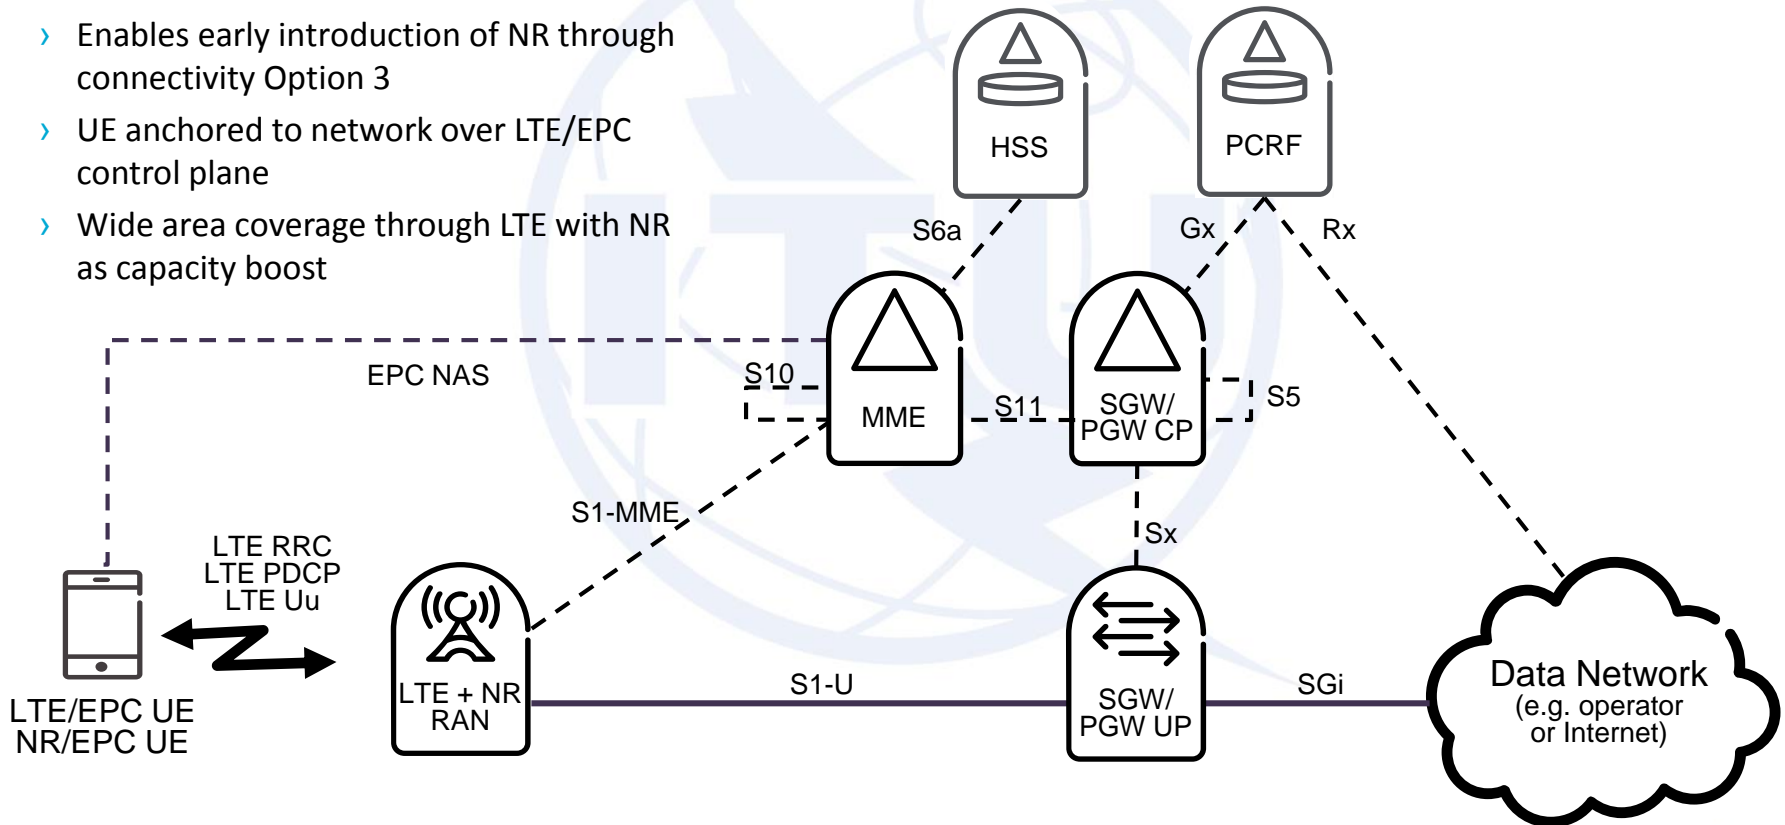 › Enables early introduction of NR through
connectivity Option 3
› UE anchored to network over LTE/EPC
control plane
› Wide area coverage through LTE with NR
as capacity boost
HSS
PCRF
S6a
Gx
Rx
EPC NAS
S10
MME
S11
SGW/
PGW CP
S5
S1-MME
Sx
LTE RRC
LTE PDCP
LTE Uu
LTE/EPC UE
NR/EPC UE
LTE + NR
RAN
S1-U
SGW/
PGW UP
SGi
Data Network
(e.g. operator
or Internet)
ITU